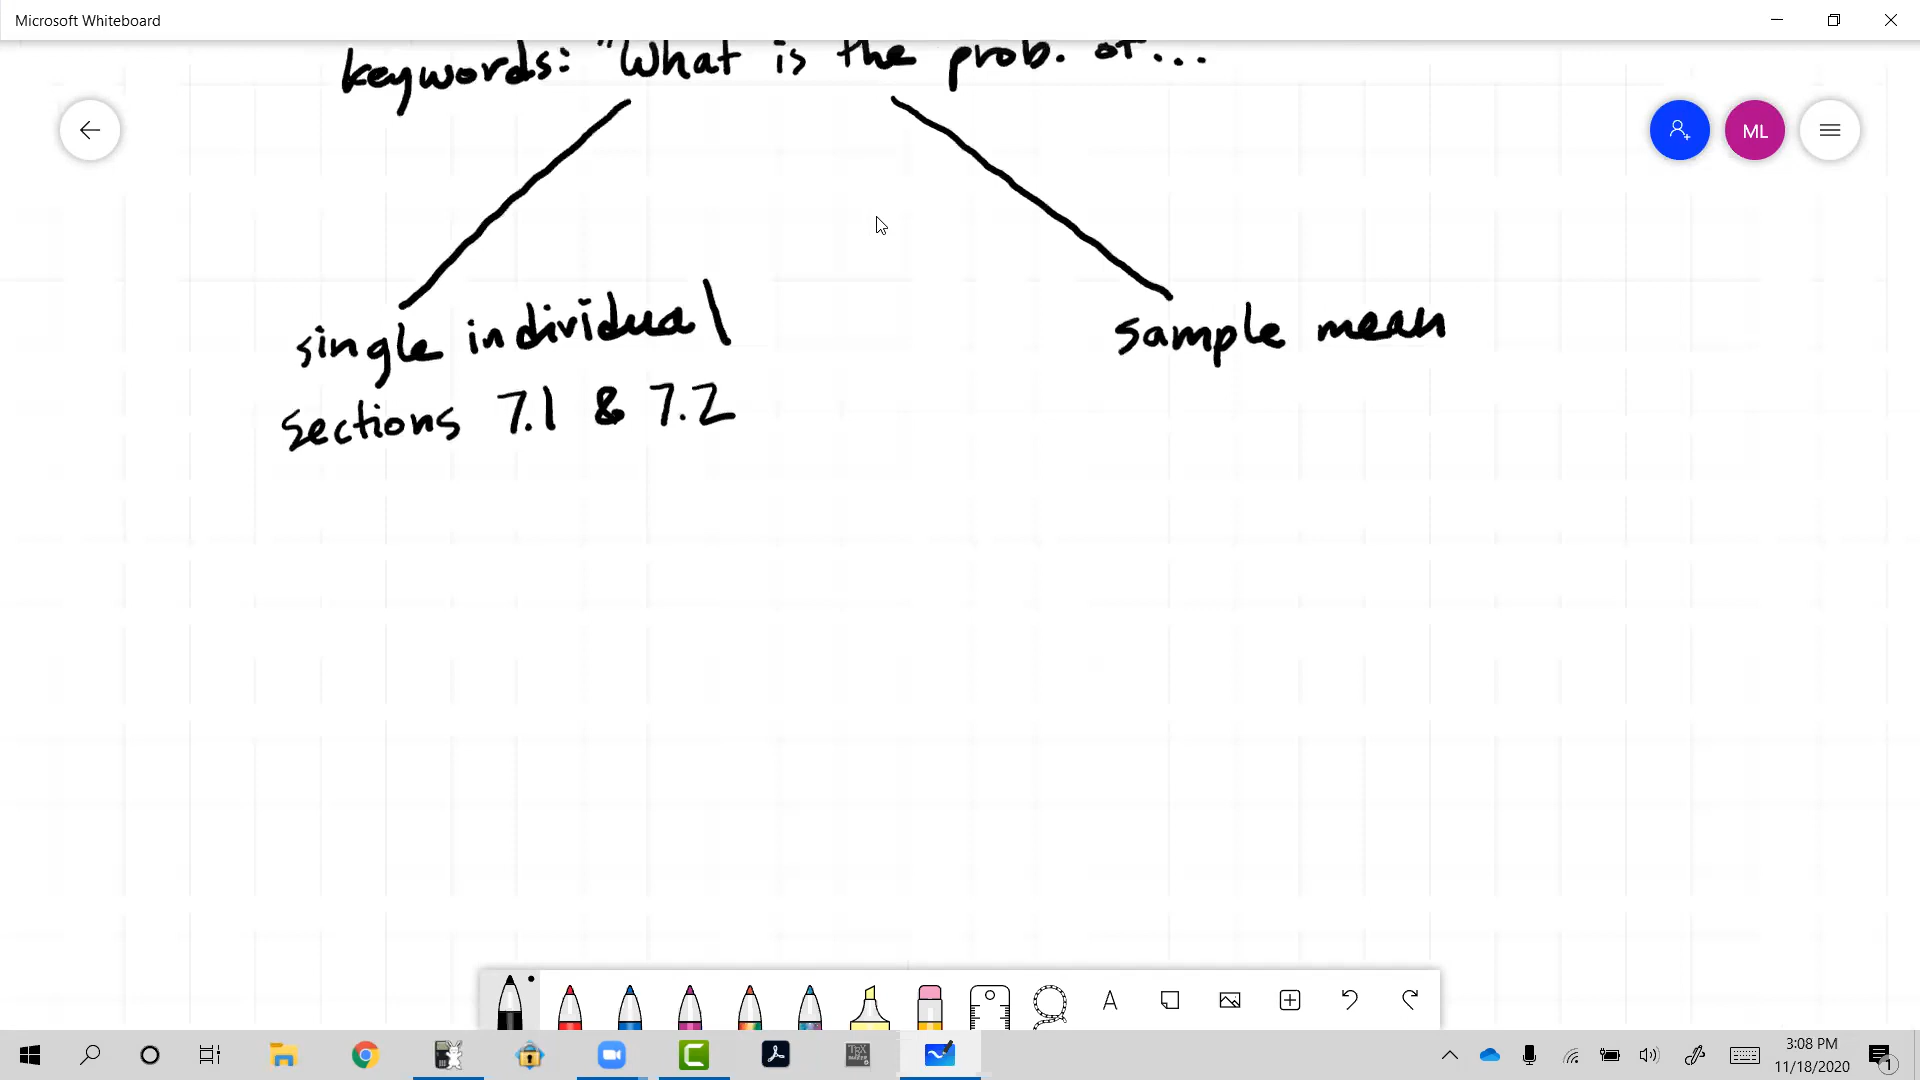 Microsoft Whiteboard
keywords: "What is the prob. of...
ML
single individual
sample mean
sections 7.1 & 7.2
A
3:08 PM
11/18/2020
1